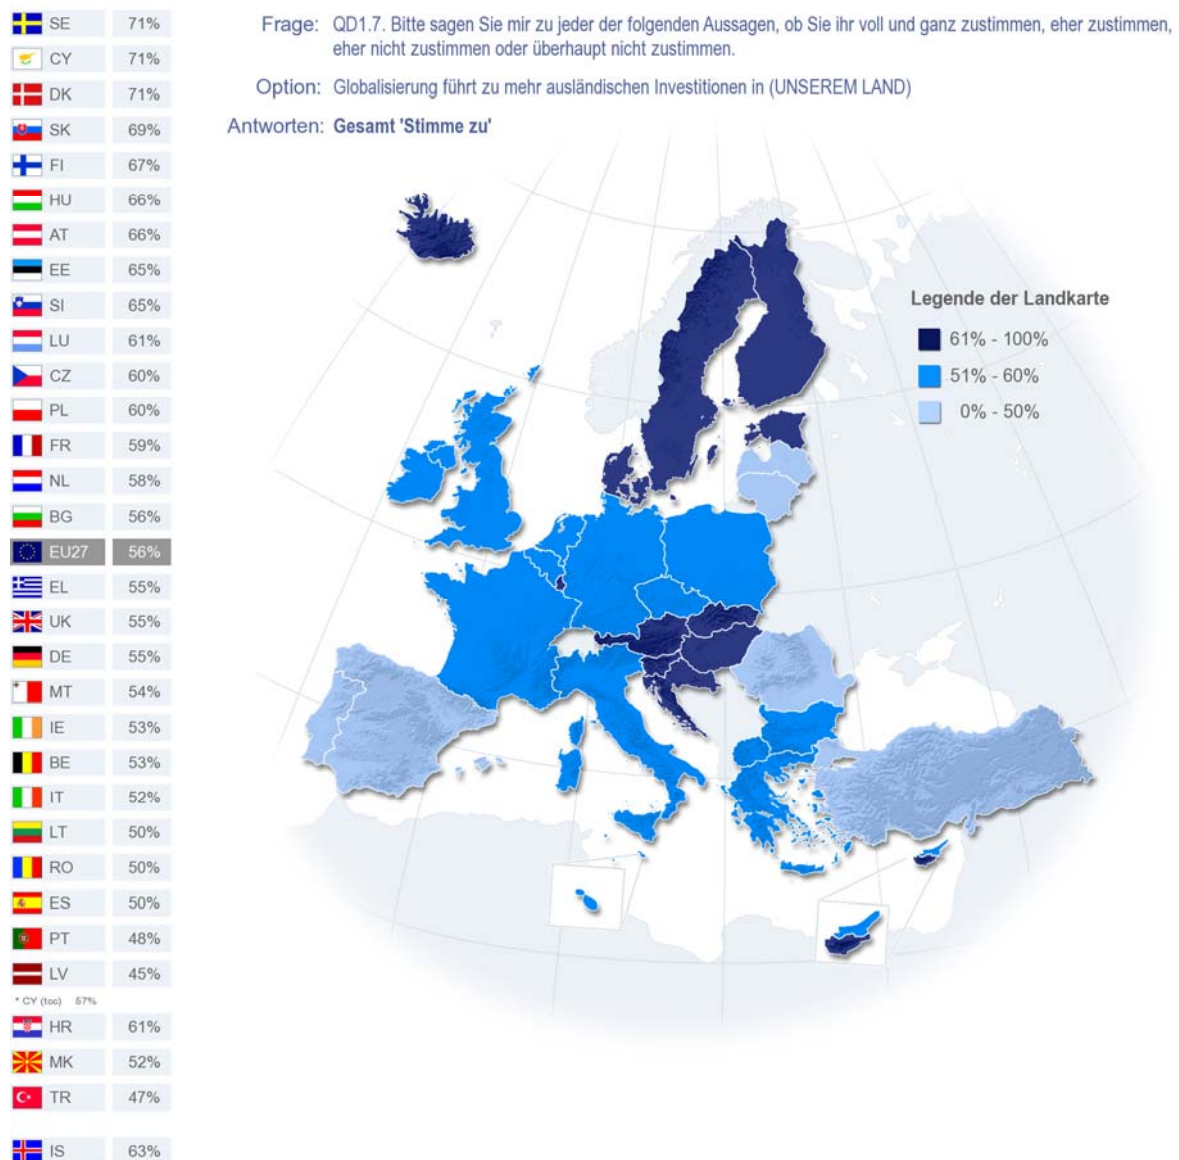 SE 71%
CY 71%
DK 71%
SK 69%
FI 67%
HU 66%
AT 66%
EE 65%
SI 65%
LU 61%
CZ 60%
PL 60%
FR 59%
NL 58%
BG 56%
EU27 56%
EL 55%
UK 55%
DE 55%
MT 54%
IE 53%
BE 53%
IT 52%
LT 50%
RO 50%
ES 50%
PT 48%
LV 45%
* CY (tcc) 57%
HR 61%
MK 52%
TR 47%
IS 63%
Frage: QD1.7. Bitte sagen Sie mir zu jeder der folgenden Aussagen, ob Sie ihr voll und ganz zustimmen, eher zustimmen,
eher nicht zustimmen oder überhaupt nicht zustimmen.
Option: Globalisierung führt zu mehr ausländischen Investitionen in (UNSEREM LAND)
Antworten: Gesamt 'Stimme zu'
Legende der Landkarte
61% - 100%
51% - 60%
0% - 50%